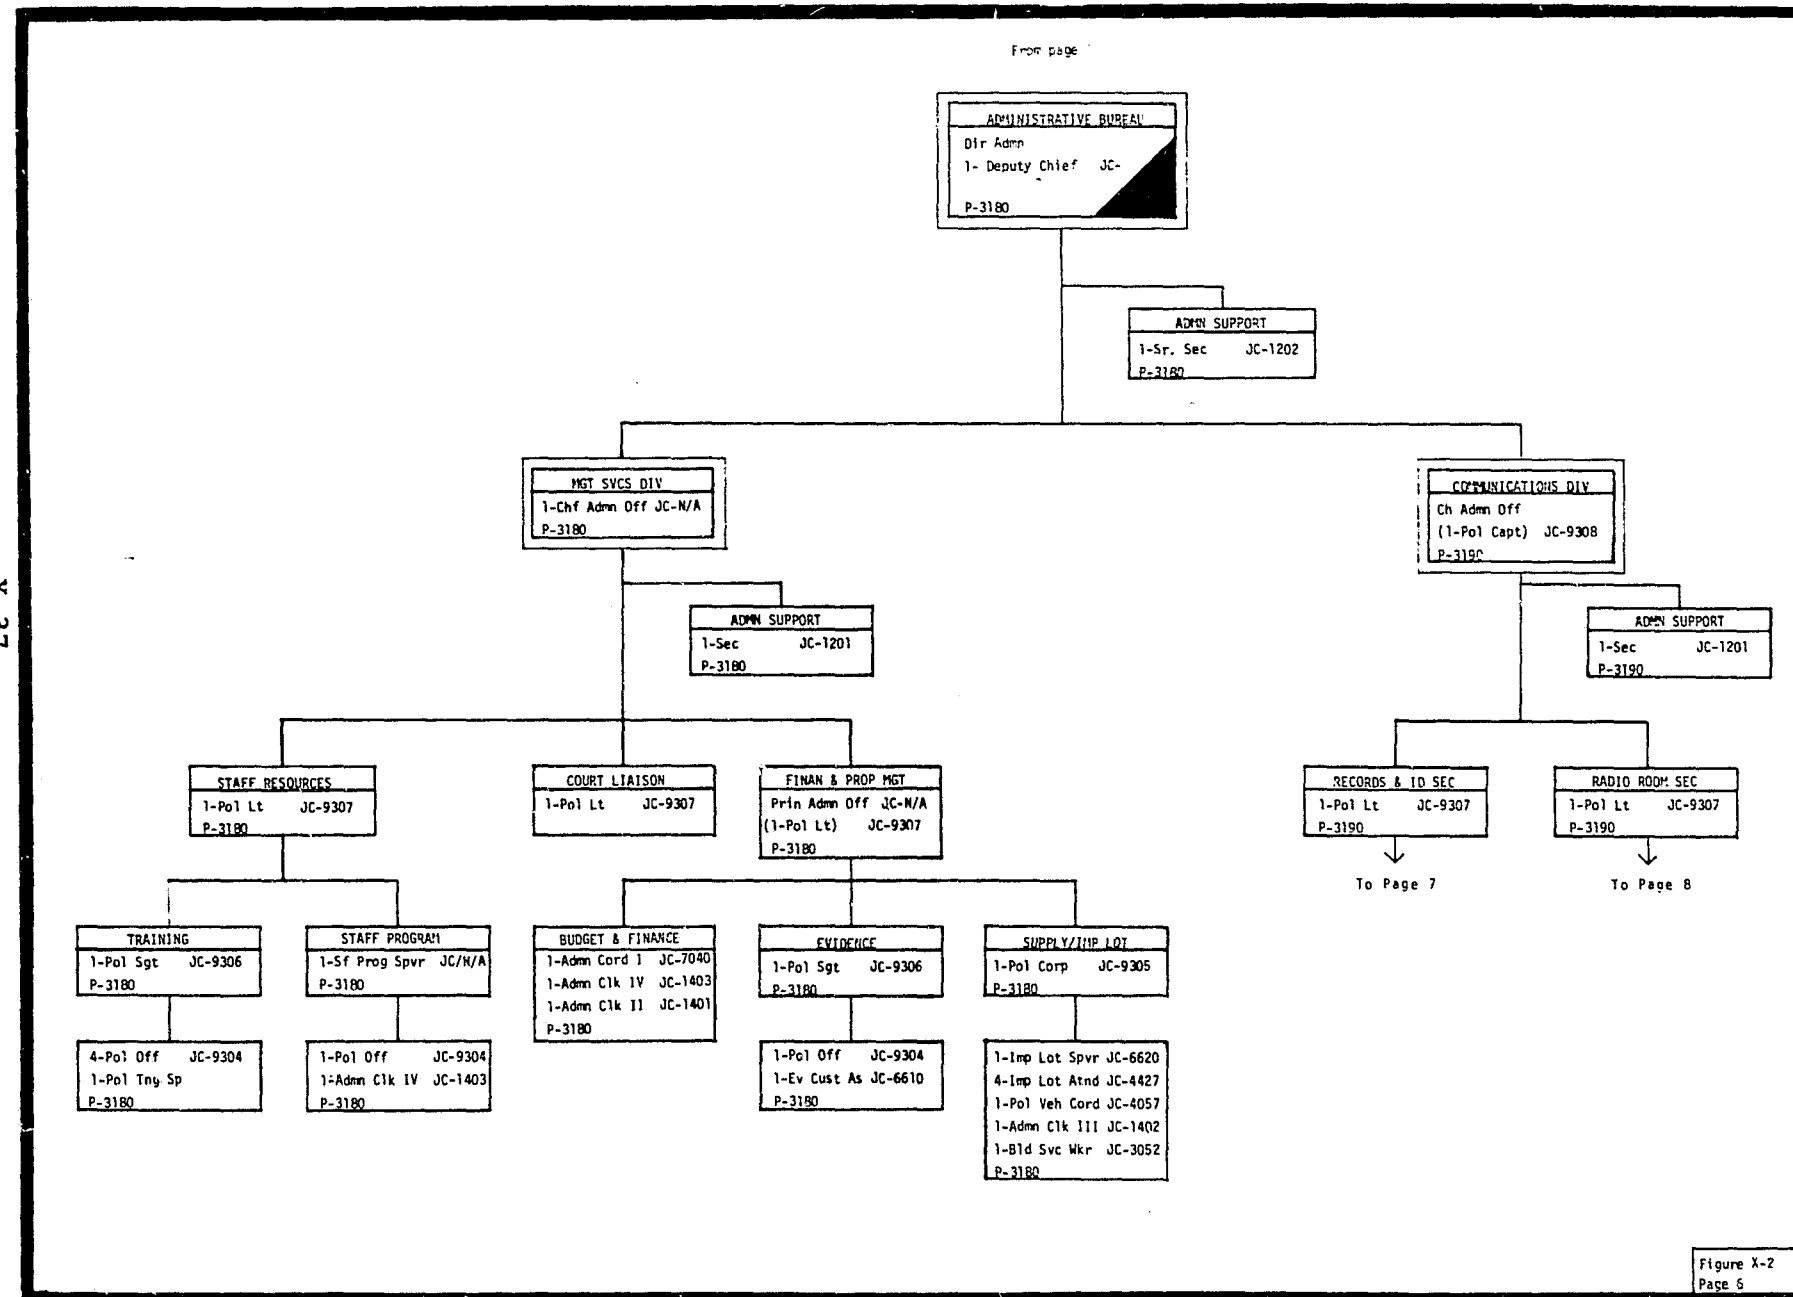 From page
ADMINISTRATIVE BUREAU
Dir Admn
1- Deputy Chief JC-
P-3180
ADMN SUPPORT
1-Sr. Sec JC-1202
P-3180
MGT SVCS DIV
1-Chf Admn Off JC-N/A
P-3180
COMMUNICATIONS DIV
Ch Admn Off
(1-Pol Capt) JC-9308
P-3190
ADMN SUPPORT
1-Sec JC-1201
P-3180
ADMN SUPPORT
1-Sec JC-1201
P-3190
STAFF RESOURCES
1-Pol Lt JC-9307
P-3180
COURT LIAISON
1-Pol Lt JC-9307
FINAN & PROP MGT
Prin Admn Off JC-N/A
(1-Pol Lt) JC-9307
P-3180
RECORDS & ID SEC
1-Pol Lt JC-9307
P-3190
To Page 7
RADIO ROOM SEC
1-Pol Lt JC-9307
P-3190
To Page 8
TRAINING
1-Pol Sgt JC-9306
P-3180
STAFF PROGRAM
1-Sf Prog Spvr JC/N/A
P-3180
BUDGET & FINANCE
1-Admn Cord I JC-7040
1-Admn Clk IV JC-1403
1-Admn Clk II JC-1401
P-3180
EVIDENCE
1-Pol Sgt JC-9306
P-3180
SUPPLY/IMP LOT
1-Pol Corp JC-9305
P-3180
4-Pol Off JC-9304
1-Pol Tny Sp
P-3180
1-Pol Off JC-9304
1-Admn Clk IV JC-1403
P-3180
1-Pol Off JC-9304
1-Ev Cust As JC-6610
P-3180
1-Imp Lot Spvr JC-6620
4-Imp Lot Atnd JC-4427
1-Pol Veh Cord JC-4057
1-Admn Clk III JC-1402
1-Bld Svc Wkr JC-3052
P-3180
Figure X-2
Page 6